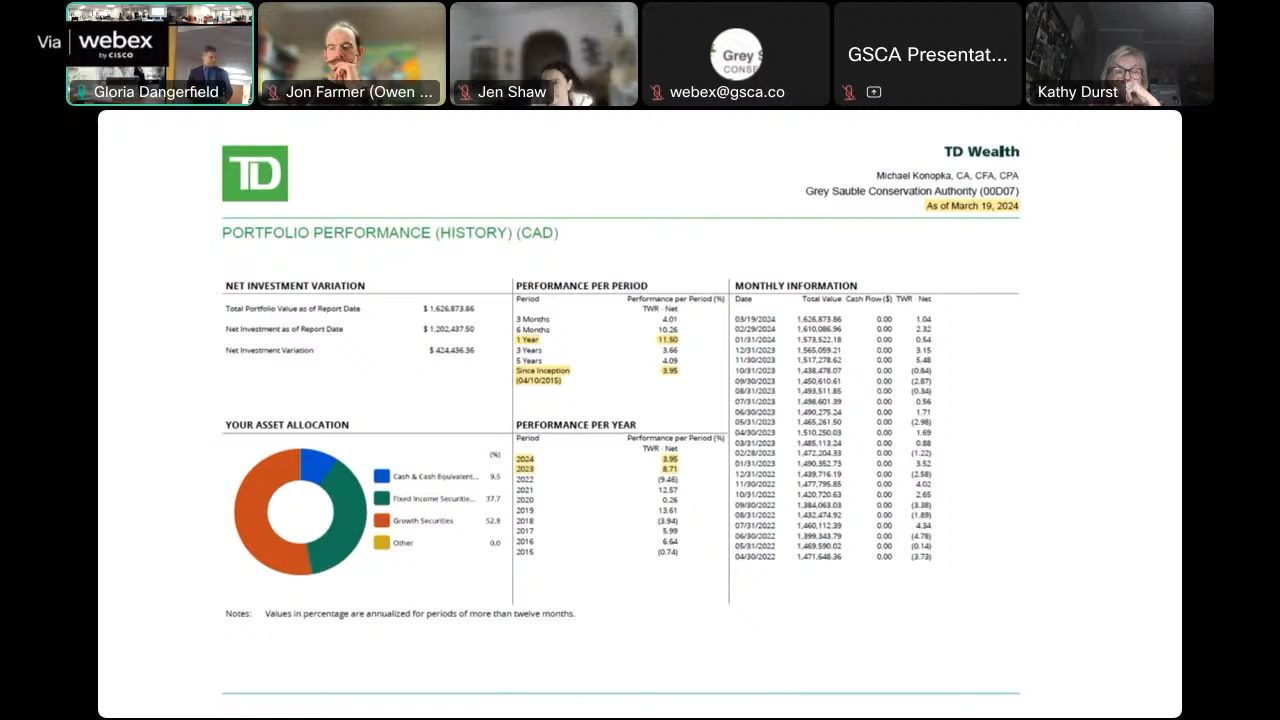 Via webex
by CISCO
Gloria Dangerfield
Jon Farmer (Owen ...
Jen Shaw
Grey S
CONSE
webex@gsca.co
GSCA Presentat...
Kathy Durst
TD
TD Wealth
Michael Konopka, CA, CFA, CPA
Grey Sauble Conservation Authority (00D07)
As of March 19, 2024
PORTFOLIO PERFORMANCE (HISTORY) (CAD)
NET INVESTMENT VARIATION
Total Portfolio Value as of Report Date $ 1,626,873.86
Net Investment as of Report Date $ 1,202,437.50
Net Investment Variation $ 424,436.36
PERFORMANCE PER PERIOD
Period Performance per Period (%)
TWR - Net
3 Months 4.01
6 Months 10.26
1 Year 11.50
3 Years 3.66
5 Years 4.09
Since Inception 3.95
(04/10/2015)
MONTHLY INFORMATION
Date Total Value Cash Flow ($) TWR - Net
03/19/2024 1,626,873.86 0.00 1.04
02/29/2024 1,610,086.96 0.00 2.32
01/31/2024 1,573,522.18 0.00 0.54
12/31/2023 1,565,059.21 0.00 3.15
11/30/2023 1,517,278.62 0.00 5.48
10/31/2023 1,438,478.07 0.00 (0.84)
09/30/2023 1,450,610.61 0.00 (2.87)
08/31/2023 1,493,511.85 0.00 (0.34)
07/31/2023 1,498,601.39 0.00 0.56
06/30/2023 1,490,275.24 0.00 1.71
05/31/2023 1,465,261.50 0.00 (2.98)
04/30/2023 1,510,250.03 0.00 1.69
03/31/2023 1,485,113.24 0.00 0.88
02/28/2023 1,472,204.33 0.00 (1.22)
01/31/2023 1,490,352.73 0.00 3.52
12/31/2022 1,439,716.19 0.00 (2.58)
11/30/2022 1,477,795.85 0.00 4.02
10/31/2022 1,420,720.63 0.00 2.65
09/30/2022 1,384,063.03 0.00 (3.38)
08/31/2022 1,432,474.92 0.00 (1.89)
07/31/2022 1,460,112.39 0.00 4.34
06/30/2022 1,399,343.79 0.00 (4.78)
05/31/2022 1,469,590.02 0.00 (0.14)
04/30/2022 1,471,648.36 0.00 (3.73)
YOUR ASSET ALLOCATION
(%)
Cash & Cash Equivalent... 9.5
Fixed Income Securitie... 37.7
Growth Securities 52.8
Other 0.0
PERFORMANCE PER YEAR
Period Performance per Period (%)
TWR - Net
2024 3.95
2023 8.71
2022 (9.46)
2021 12.57
2020 0.26
2019 13.61
2018 (3.94)
2017 5.99
2016 6.64
2015 (0.74)
Notes: Values in percentage are annualized for periods of more than twelve months.